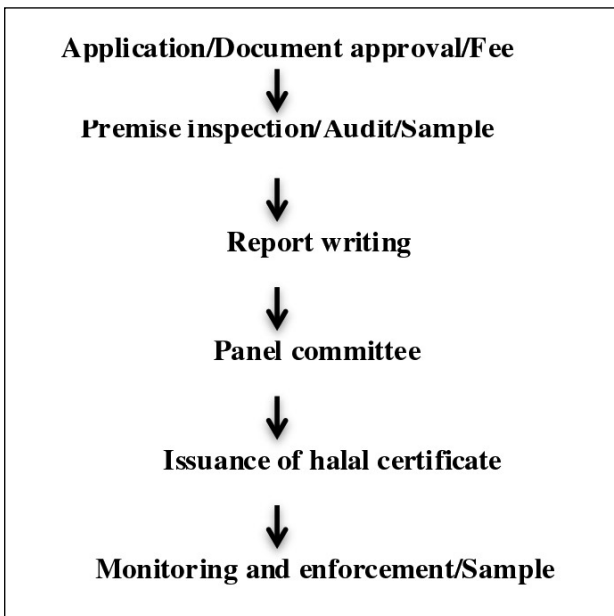 Application/Document approval/Fee
Premise inspection/Audit/Sample
Report writing
Panel committee
Issuance of halal certificate
Monitoring and enforcement/Sample